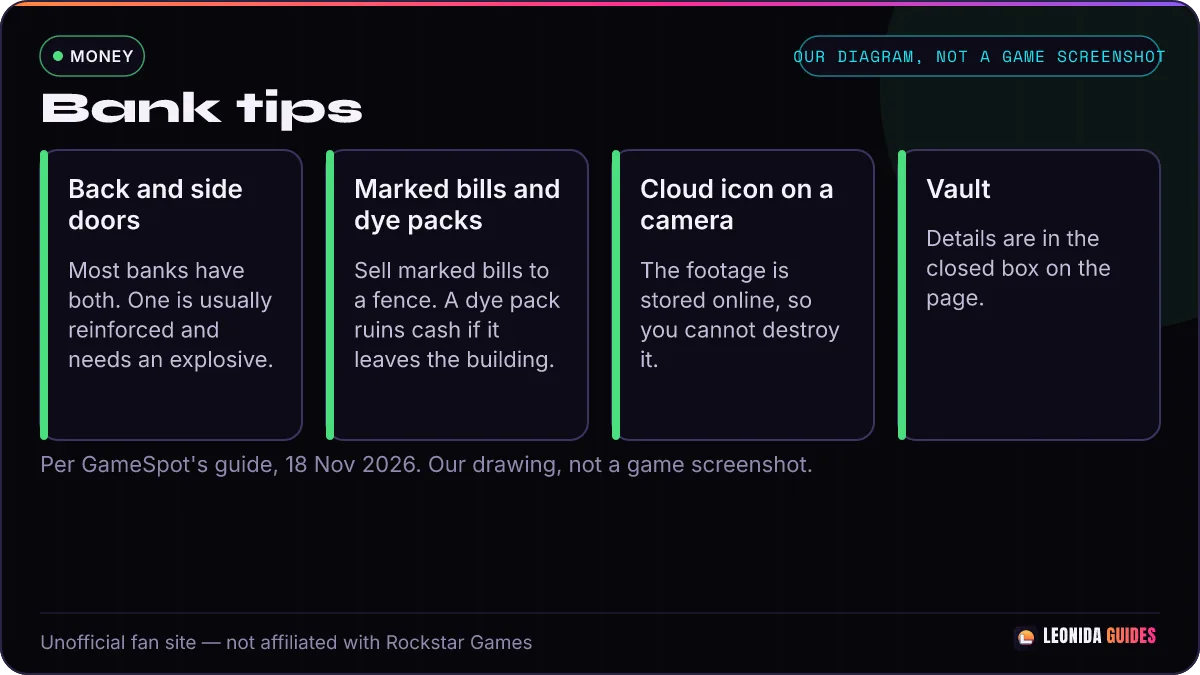 MONEY
OUR DIAGRAM, NOT A GAME SCREENSHOT
Bank tips
Back and side
doors
Most banks have
both. One is usually
reinforced and
needs an explosive.
Marked bills and
dye packs
Sell marked bills to
a fence. A dye pack
ruins cash if it
leaves the building.
Cloud icon on a
camera
The footage is
stored online, so
you cannot destroy
it.
Vault
Details are in the
closed box on the
page.
Per GameSpot's guide, 18 Nov 2026. Our drawing, not a game screenshot.
Unofficial fan site — not affiliated with Rockstar Games
LEONIDA GUIDES